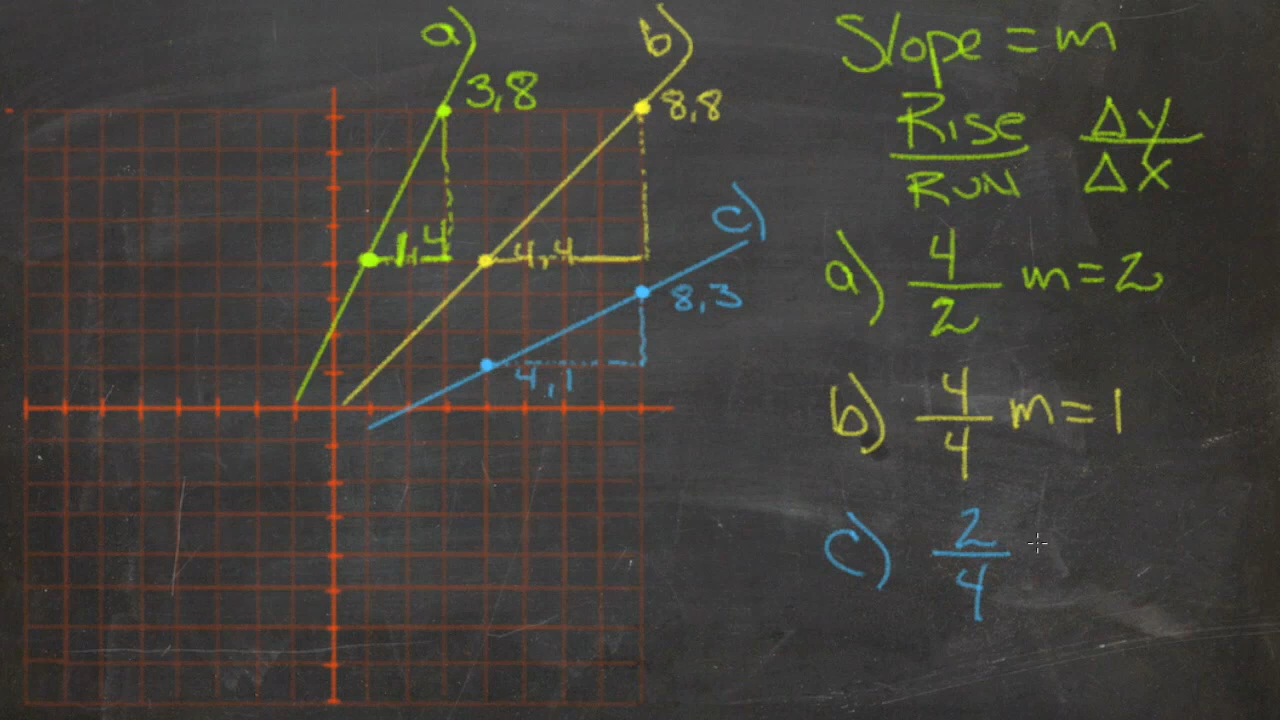 a)
b)
Slope = m
3,8
8,8
Rise ΔY
Run ΔX
c)
1,4
4,4
a) 4/2 m=2
8,3
4,1
b) 4/4 m=1
c) 2/4